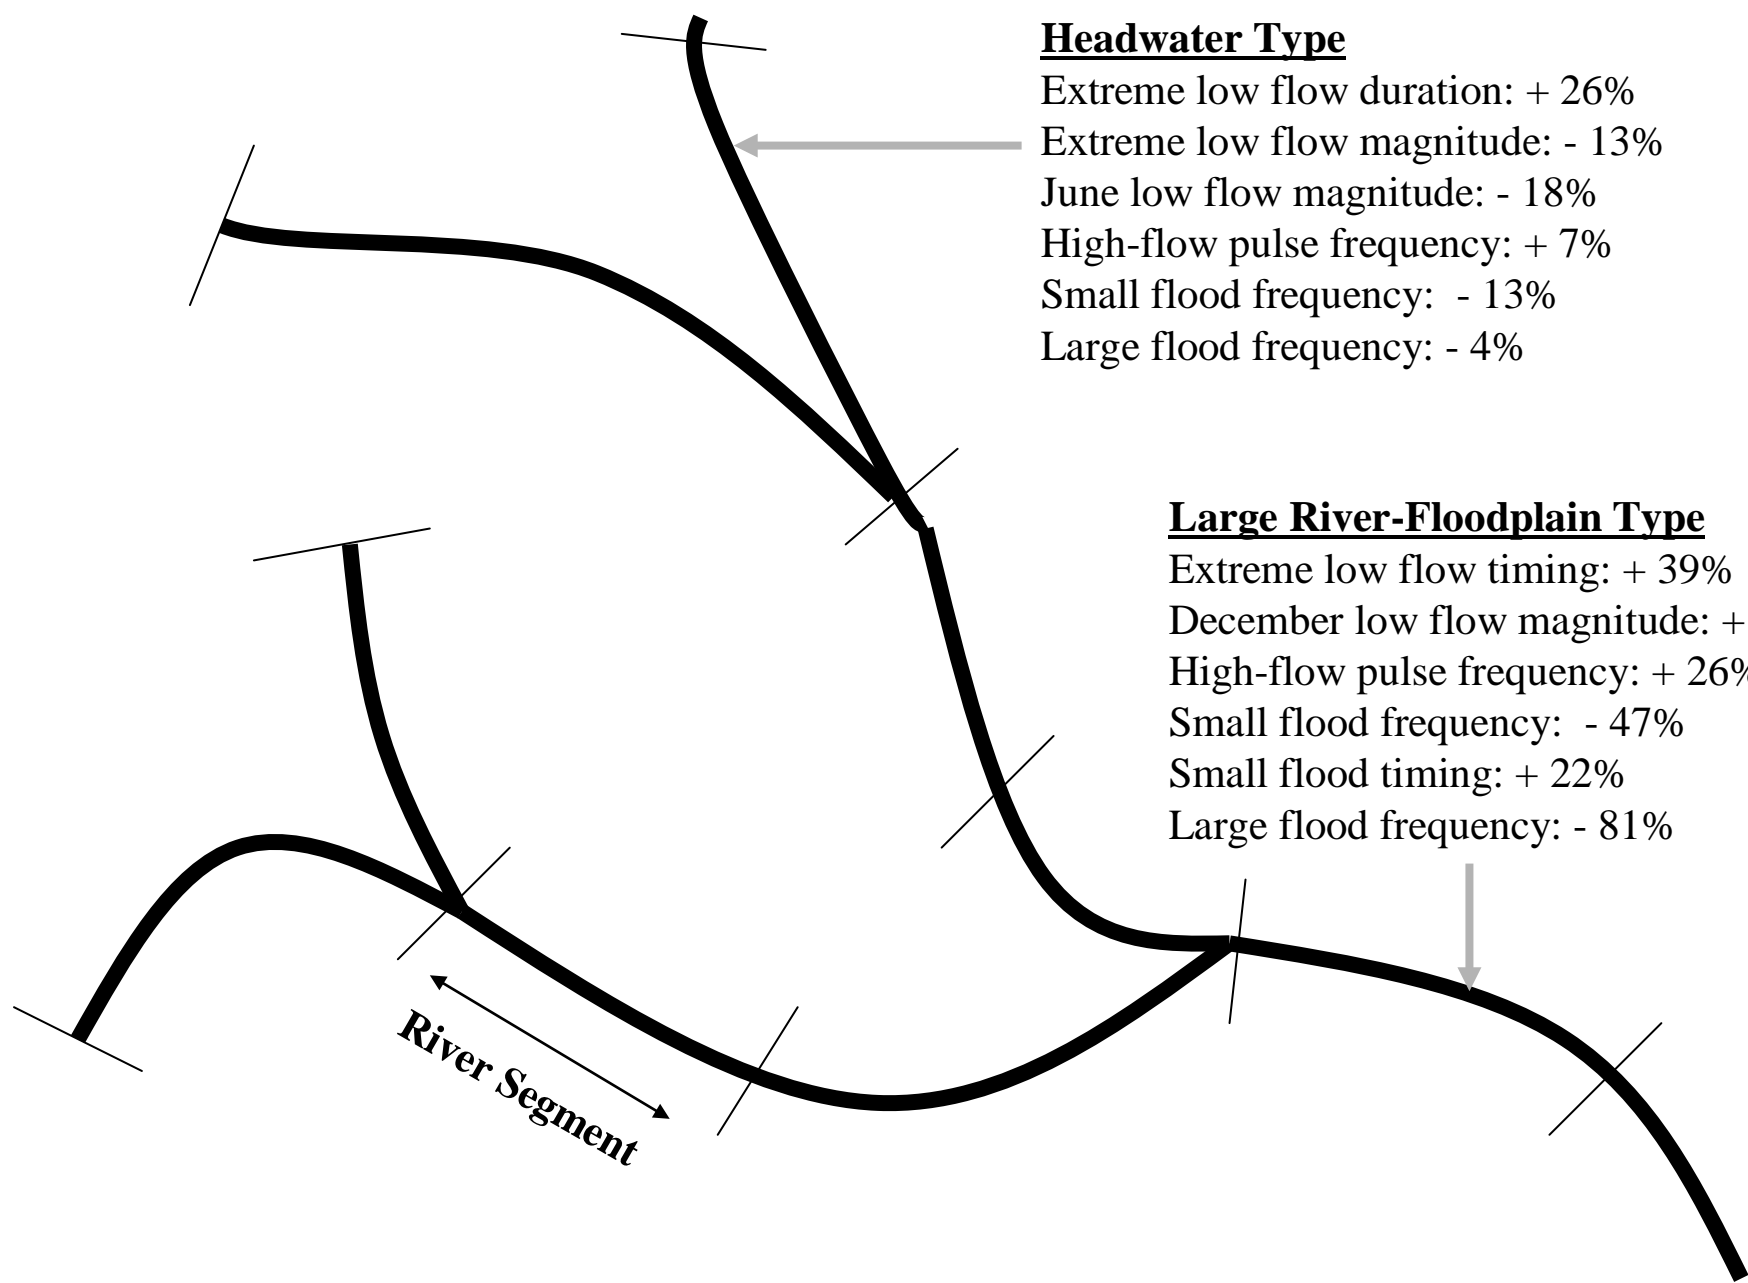 Headwater Type
Extreme low flow duration: + 26%
Extreme low flow magnitude: - 13%
June low flow magnitude: - 18%
High-flow pulse frequency: + 7%
Small flood frequency:  - 13%
Large flood frequency: - 4%
Large River-Floodplain Type
Extreme low flow timing: + 39%
December low flow magnitude: +
High-flow pulse frequency: + 26%
Small flood frequency:  - 47%
Small flood timing: + 22%
Large flood frequency: - 81%
River Segment